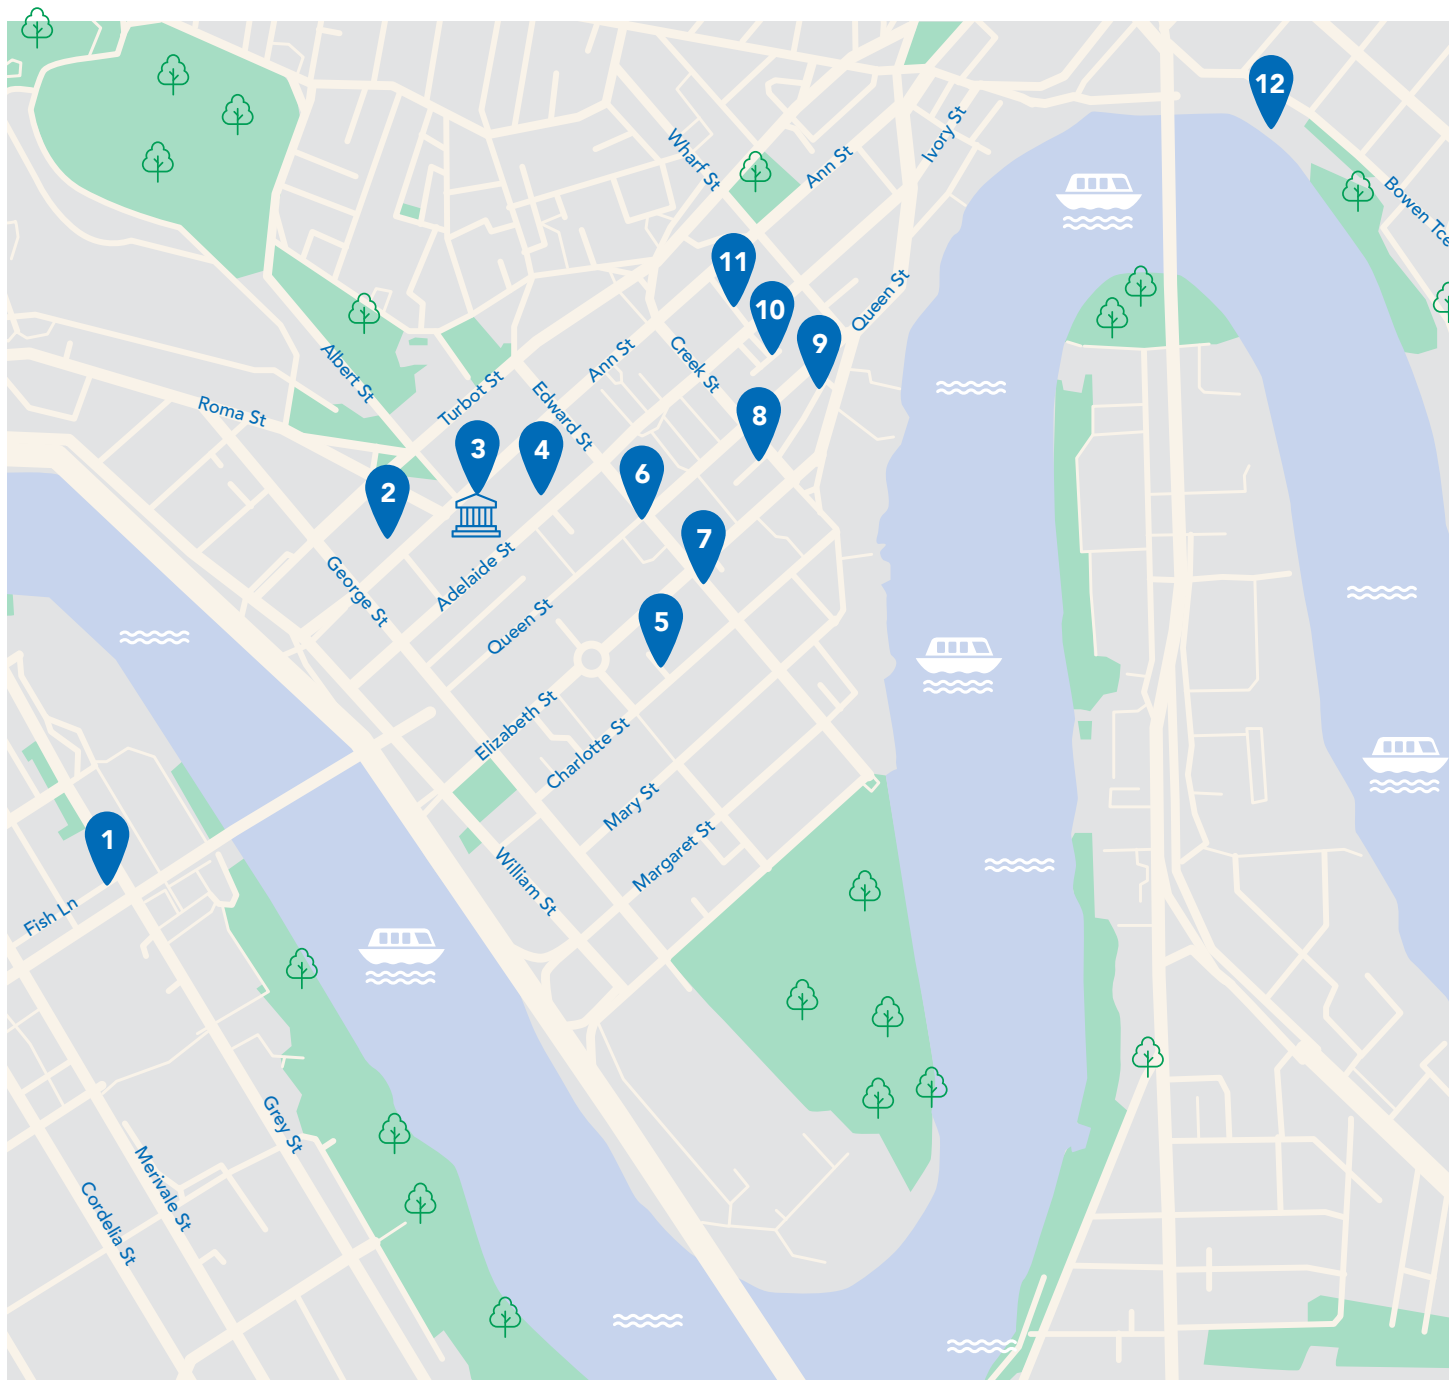 12
Wharf St
Ivory St
Ann St
Bowen Tce
11
10
Queen St
9
Albert St
Ann St
Creek St
Turbot St
Edward St
Roma St
8
3
4
6
2
7
Adelaide St
George St
Queen St
5
Elizabeth St
Charlotte St
Mary St
Margaret St
1
William St
Fish Ln
Grey St
Merivale St
Cordelia St